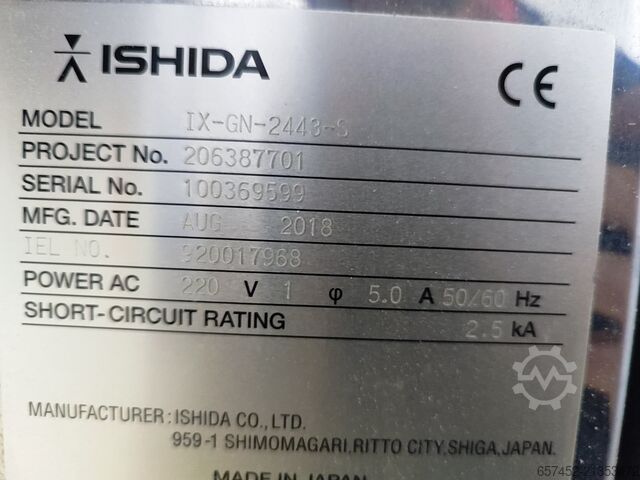 ISHIDA
CE
MODEL IX-GN-2443-S
PROJECT No. 206387701
SERIAL No. 100369599
MFG. DATE AUG 2018
IEL NO. 920017968
POWER AC 220 V 1 φ 5.0 A 50/60 Hz
SHORT-CIRCUIT RATING 2.5 kA
MANUFACTURER : ISHIDA CO., LTD.
959-1 SHIMOMAGARI, RITTO CITY, SHIGA, JAPAN.
MADE IN JAPAN